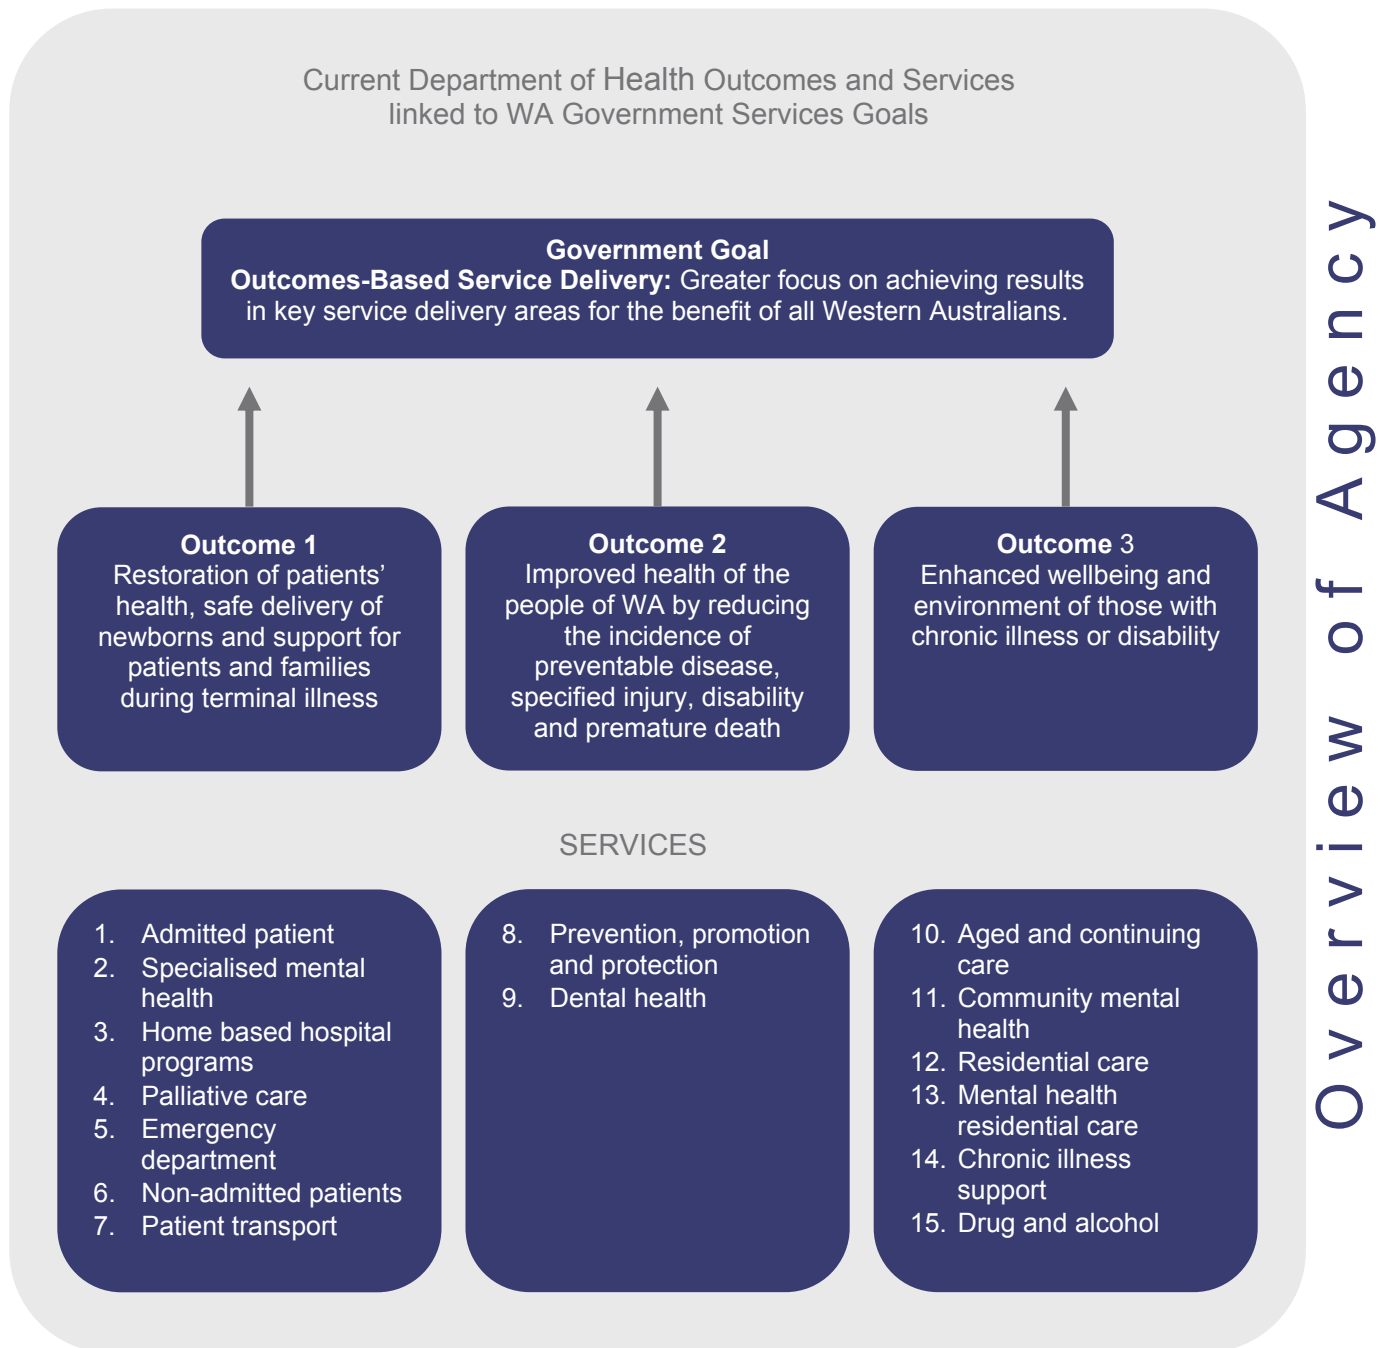 Current Department of Health Outcomes and Services
linked to WA Government Services Goals
Government Goal
Outcomes-Based Service Delivery: Greater focus on achieving results
in key service delivery areas for the benefit of all Western Australians.
Outcome 1
Restoration of patients’
health, safe delivery of
newborns and support for
patients and families
during terminal illness
Outcome 2
Improved health of the
people of WA by reducing
the incidence of
preventable disease,
specified injury, disability
and premature death
Outcome 3
Enhanced wellbeing and
environment of those with
chronic illness or disability
SERVICES
1. Admitted patient
2. Specialised mental
health
3. Home based hospital
programs
4. Palliative care
5. Emergency
department
6. Non-admitted patients
7. Patient transport
8. Prevention, promotion
and protection
9. Dental health
10. Aged and continuing
care
11. Community mental
health
12. Residential care
13. Mental health
residential care
14. Chronic illness
support
15. Drug and alcohol
Overview of Agency